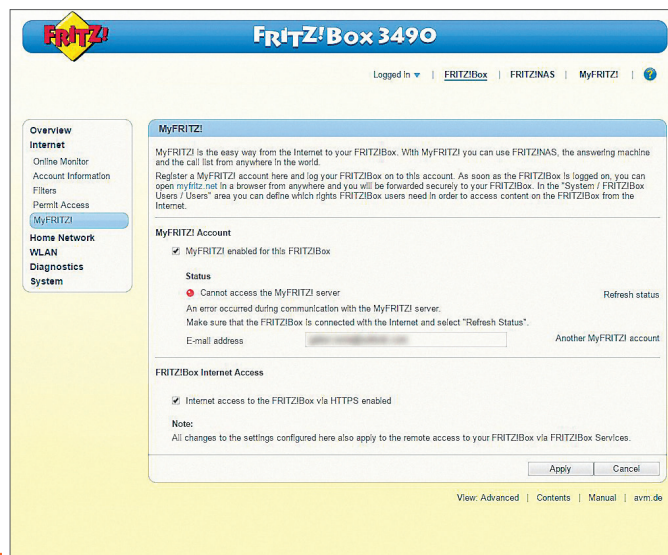 FRITZ!
FRITZ!Box 3490
Logged in | FRITZ!Box | FRITZ!NAS | MyFRITZ! | ?
Overview
Internet
Online Monitor
Account Information
Filters
Permit Access
MyFRITZ!
Home Network
WLAN
Diagnostics
System
MyFRITZ!
MyFRITZ! is the easy way from the Internet to your FRITZ!Box. With MyFRITZ! you can use FRITZ!NAS, the answering machine
and the call list from anywhere in the world.
Register a MyFRITZ! account here and log your FRITZ!Box on to this account. As soon as the FRITZ!Box is logged on, you can
open myfritz.net in a browser from anywhere and you will be forwarded securely to your FRITZ!Box. In the "System / FRITZ!Box
Users / Users" area you can define which rights FRITZ!Box users need in order to access content on the FRITZ!Box from the
Internet.
MyFRITZ! Account
MyFRITZ! enabled for this FRITZ!Box
Status
Cannot access the MyFRITZ! server
Refresh status
An error occurred during communication with the MyFRITZ! server.
Make sure that the FRITZ!Box is connected with the Internet and select "Refresh Status".
E-mail address
Another MyFRITZ! account
FRITZ!Box Internet Access
Internet access to the FRITZ!Box via HTTPS enabled
Note:
All changes to the settings configured here also apply to the remote access to your FRITZ!Box via FRITZ!Box Services.
Apply
Cancel
View: Advanced | Contents | Manual | avm.de